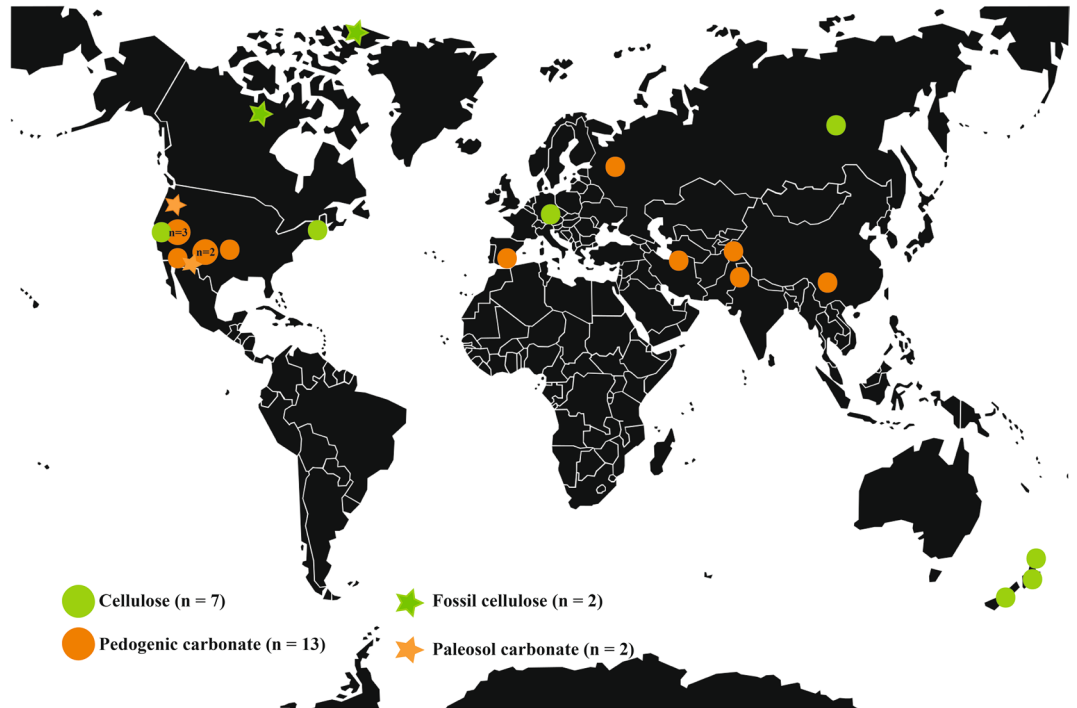 n=3
n=2
Cellulose (n = 7)
Fossil cellulose (n = 2)
Pedogenic carbonate (n = 13)
Paleosol carbonate (n = 2)